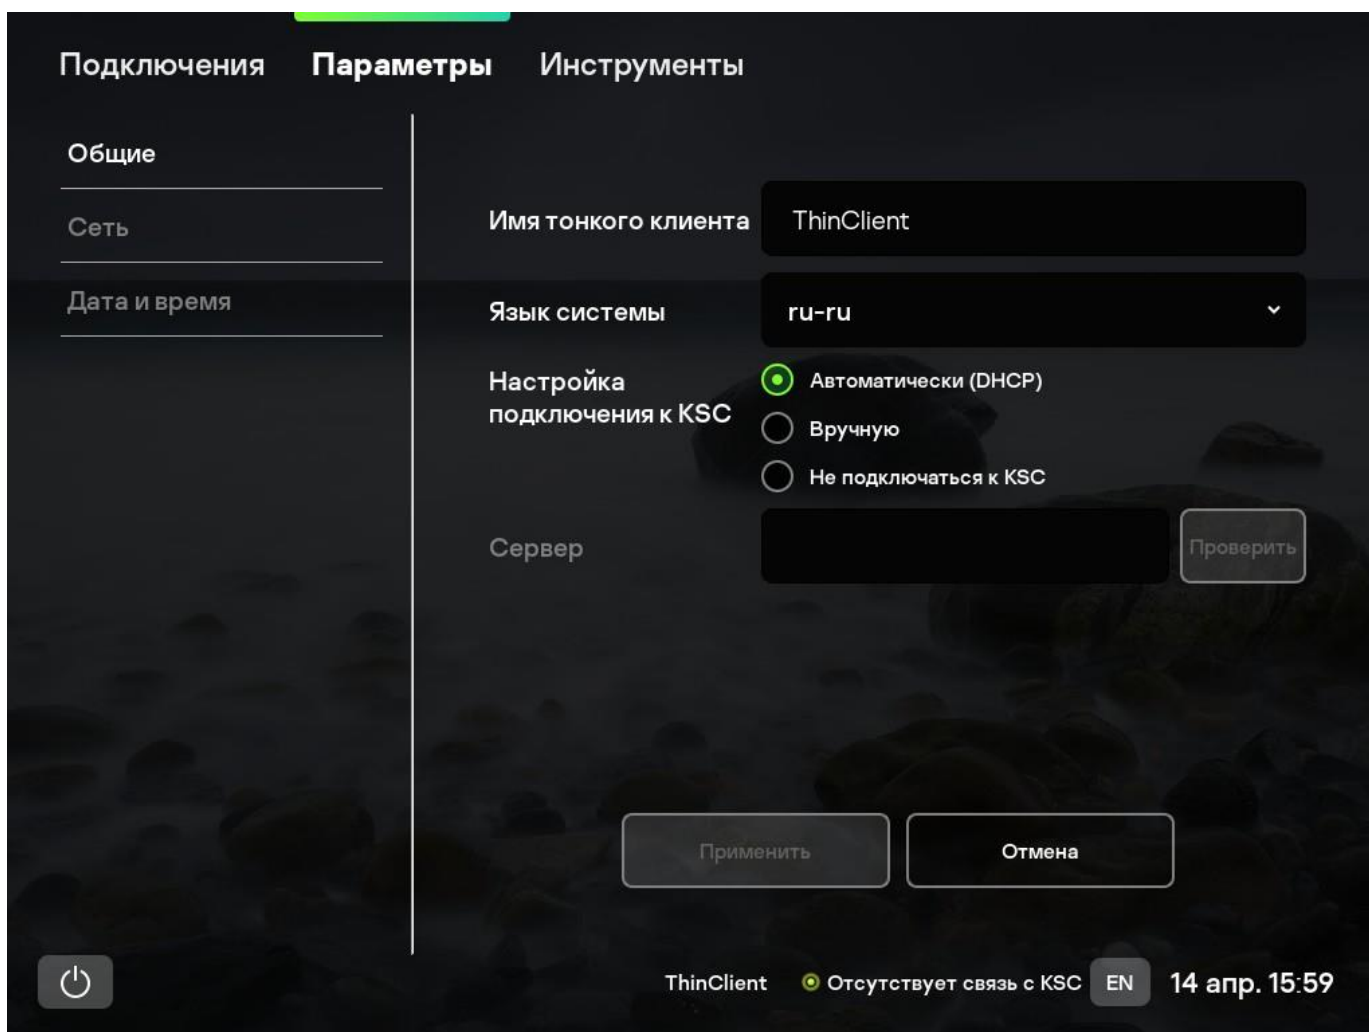 Подключения Параметры Инструменты
Общие
Сеть
Дата и время
Имя тонкого клиента ThinClient
Язык системы ru-ru
Настройка
подключения к KSC
Автоматически (DHCP)
Вручную
Не подключаться к KSC
Сервер Проверить
Применить Отмена
ThinClient Отсутствует связь с KSC EN 14 апр. 15:59